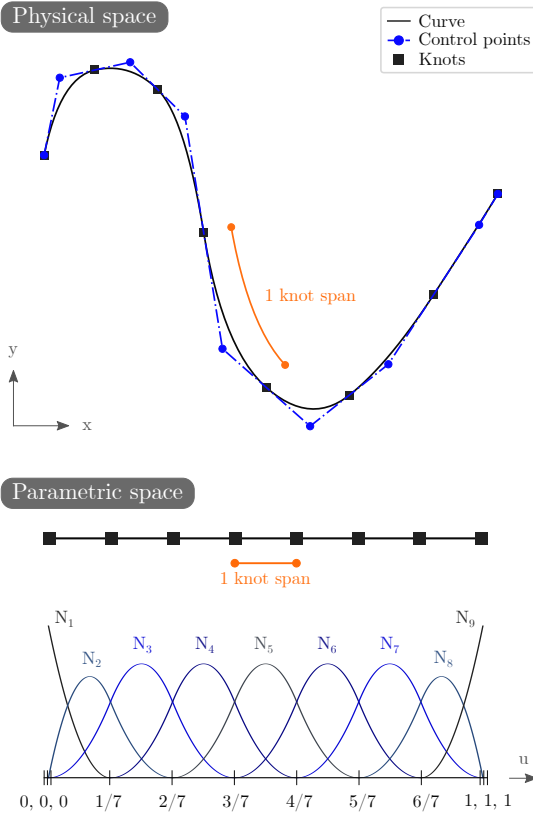 Physical space
Curve
Control points
Knots
1 knot span
y
x
Parametric space
1 knot span
N1 N9
N3 N4 N5 N6 N7
N2 N8
u
0, 0, 0 1/7 2/7 3/7 4/7 5/7 6/7 1, 1, 1